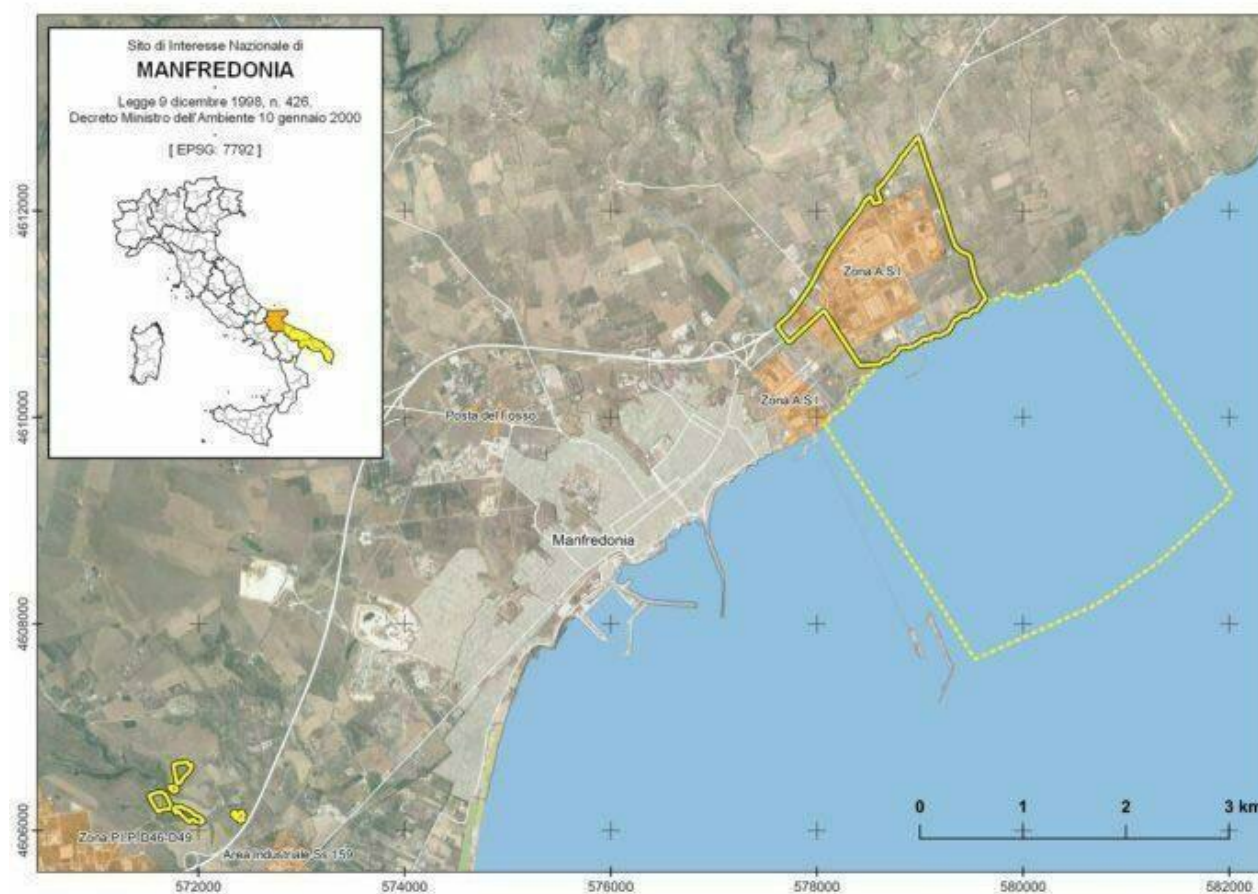 Sito di Interesse Nazionale di
MANFREDONIA
Legge 9 dicembre 1998, n. 426,
Decreto Ministro dell'Ambiente 10 gennaio 2000
[ EPSG: 7792 ]
4612000
4610000
4608000
4606000
Zona A.S.I.
Zona A.S.I.
Posta del Fosso
Manfredonia
Zona P.I.P. D46-D49
Area Industriale Ss 159
0 1 2 3 km
572000 574000 576000 578000 580000 582000